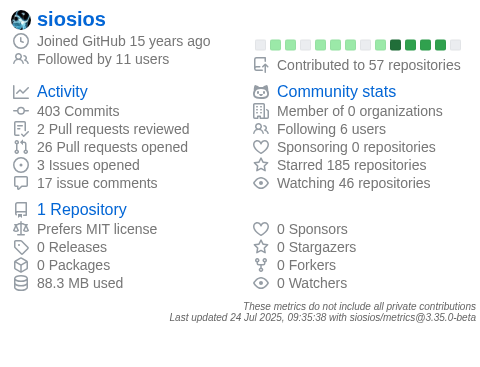 siosios
Joined GitHub 15 years ago
Followed by 11 users
Contributed to 57 repositories
Activity
403 Commits
2 Pull requests reviewed
26 Pull requests opened
3 Issues opened
17 issue comments
Community stats
Member of 0 organizations
Following 6 users
Sponsoring 0 repositories
Starred 185 repositories
Watching 46 repositories
1 Repository
Prefers MIT license
0 Releases
0 Packages
88.3 MB used
0 Sponsors
0 Stargazers
0 Forkers
0 Watchers
These metrics do not include all private contributions
Last updated 24 Jul 2025, 09:35:38 with siosios/metrics@3.35.0-beta